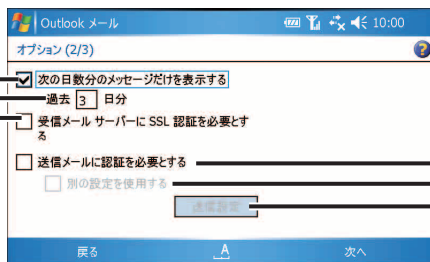 Outlook メール 10:00
オプション (2/3)
次の日数分のメッセージだけを表示する
過去 3 日分
受信メール サーバーに SSL 認証を必要とす
る
送信メールに認証を必要とする
別の設定を使用する
送信設定
戻る A 次へ